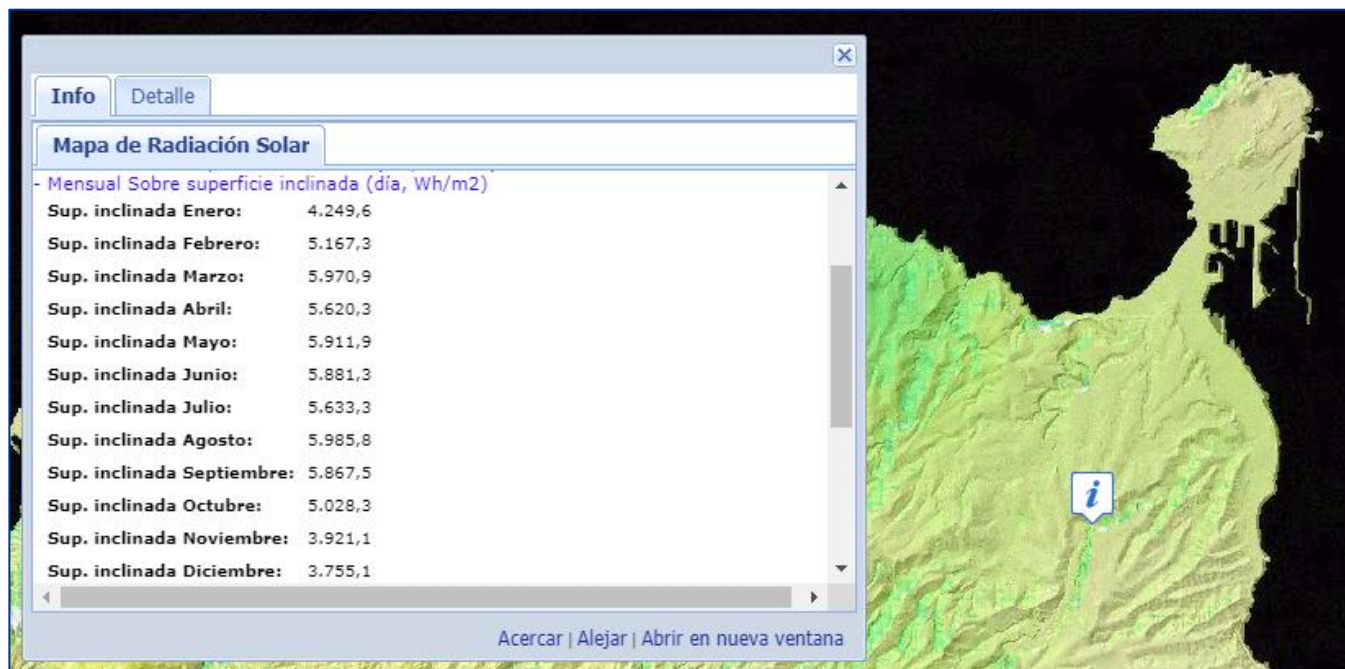 Info Detalle
Mapa de Radiación Solar
- Mensual Sobre superficie inclinada (día, Wh/m2)
Sup. inclinada Enero: 4.249,6
Sup. inclinada Febrero: 5.167,3
Sup. inclinada Marzo: 5.970,9
Sup. inclinada Abril: 5.620,3
Sup. inclinada Mayo: 5.911,9
Sup. inclinada Junio: 5.881,3
Sup. inclinada Julio: 5.633,3
Sup. inclinada Agosto: 5.985,8
Sup. inclinada Septiembre: 5.867,5
Sup. inclinada Octubre: 5.028,3
Sup. inclinada Noviembre: 3.921,1
Sup. inclinada Diciembre: 3.755,1
i
Acercar | Alejar | Abrir en nueva ventana